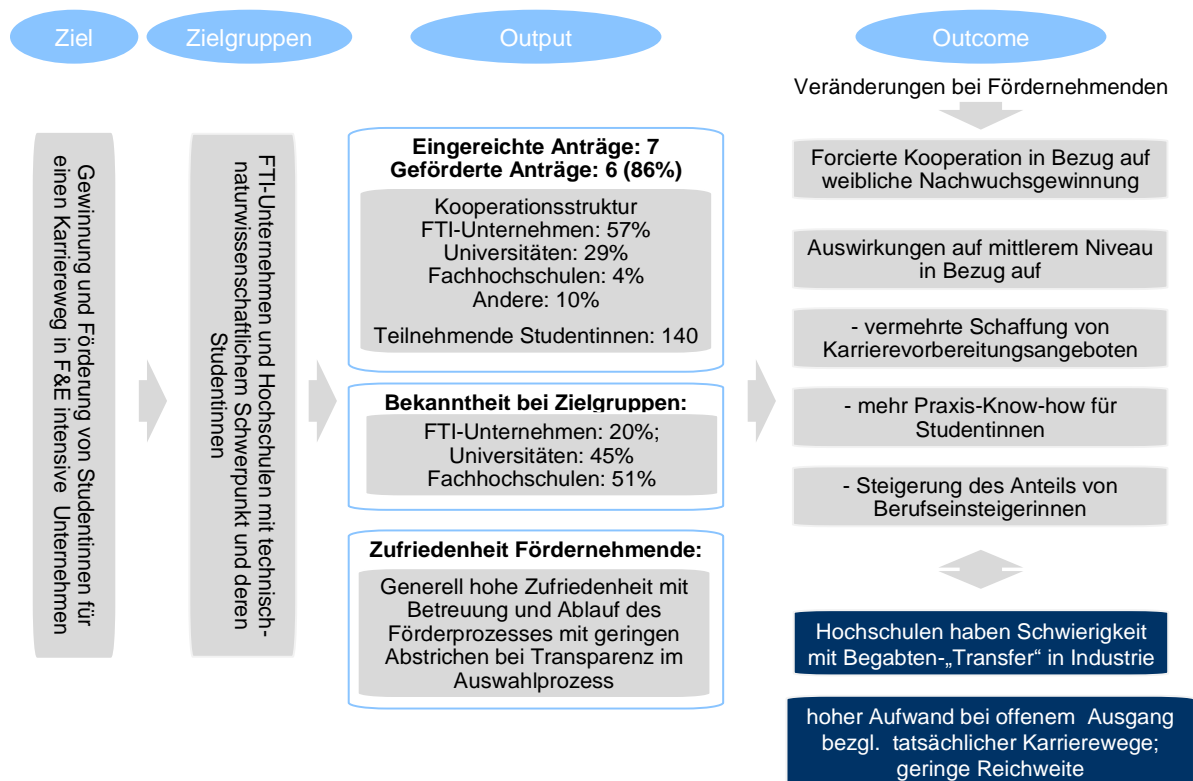 Ziel
Zielgruppen
Output
Outcome
Gewinnung und Förderung von Studentinnen für
einen Karriereweg in F&E intensive Unternehmen
FTI-Unternehmen und Hochschulen mit technisch-
naturwissenschaftlichem Schwerpunkt und deren
Studentinnen
Eingereichte Anträge: 7
Geförderte Anträge: 6 (86%)
Kooperationsstruktur
FTI-Unternehmen: 57%
Universitäten: 29%
Fachhochschulen: 4%
Andere: 10%
Teilnehmende Studentinnen: 140
Bekanntheit bei Zielgruppen:
FTI-Unternehmen: 20%;
Universitäten: 45%
Fachhochschulen: 51%
Zufriedenheit Fördernehmende:
Generell hohe Zufriedenheit mit
Betreuung und Ablauf des
Förderprozesses mit geringen
Abstrichen bei Transparenz im
Auswahlprozess
Veränderungen bei Fördernehmenden
Forcierte Kooperation in Bezug auf
weibliche Nachwuchsgewinnung
Auswirkungen auf mittlerem Niveau
in Bezug auf
- vermehrte Schaffung von
Karrierevorbereitungsangeboten
- mehr Praxis-Know-how für
Studentinnen
- Steigerung des Anteils von
Berufseinsteigerinnen
Hochschulen haben Schwierigkeit
mit Begabten-„Transfer“ in Industrie
hoher Aufwand bei offenem Ausgang
bezgl. tatsächlicher Karrierewege;
geringe Reichweite